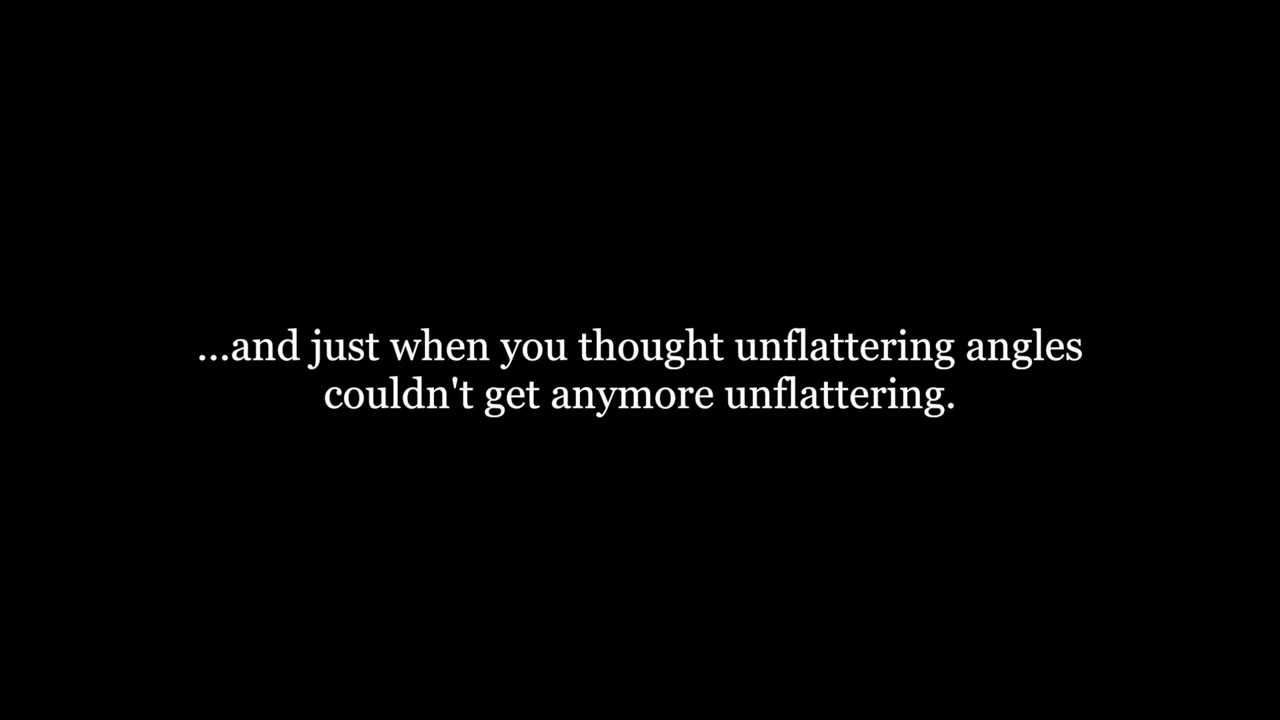 ...and just when you thought unflattering angles
couldn't get anymore unflattering.